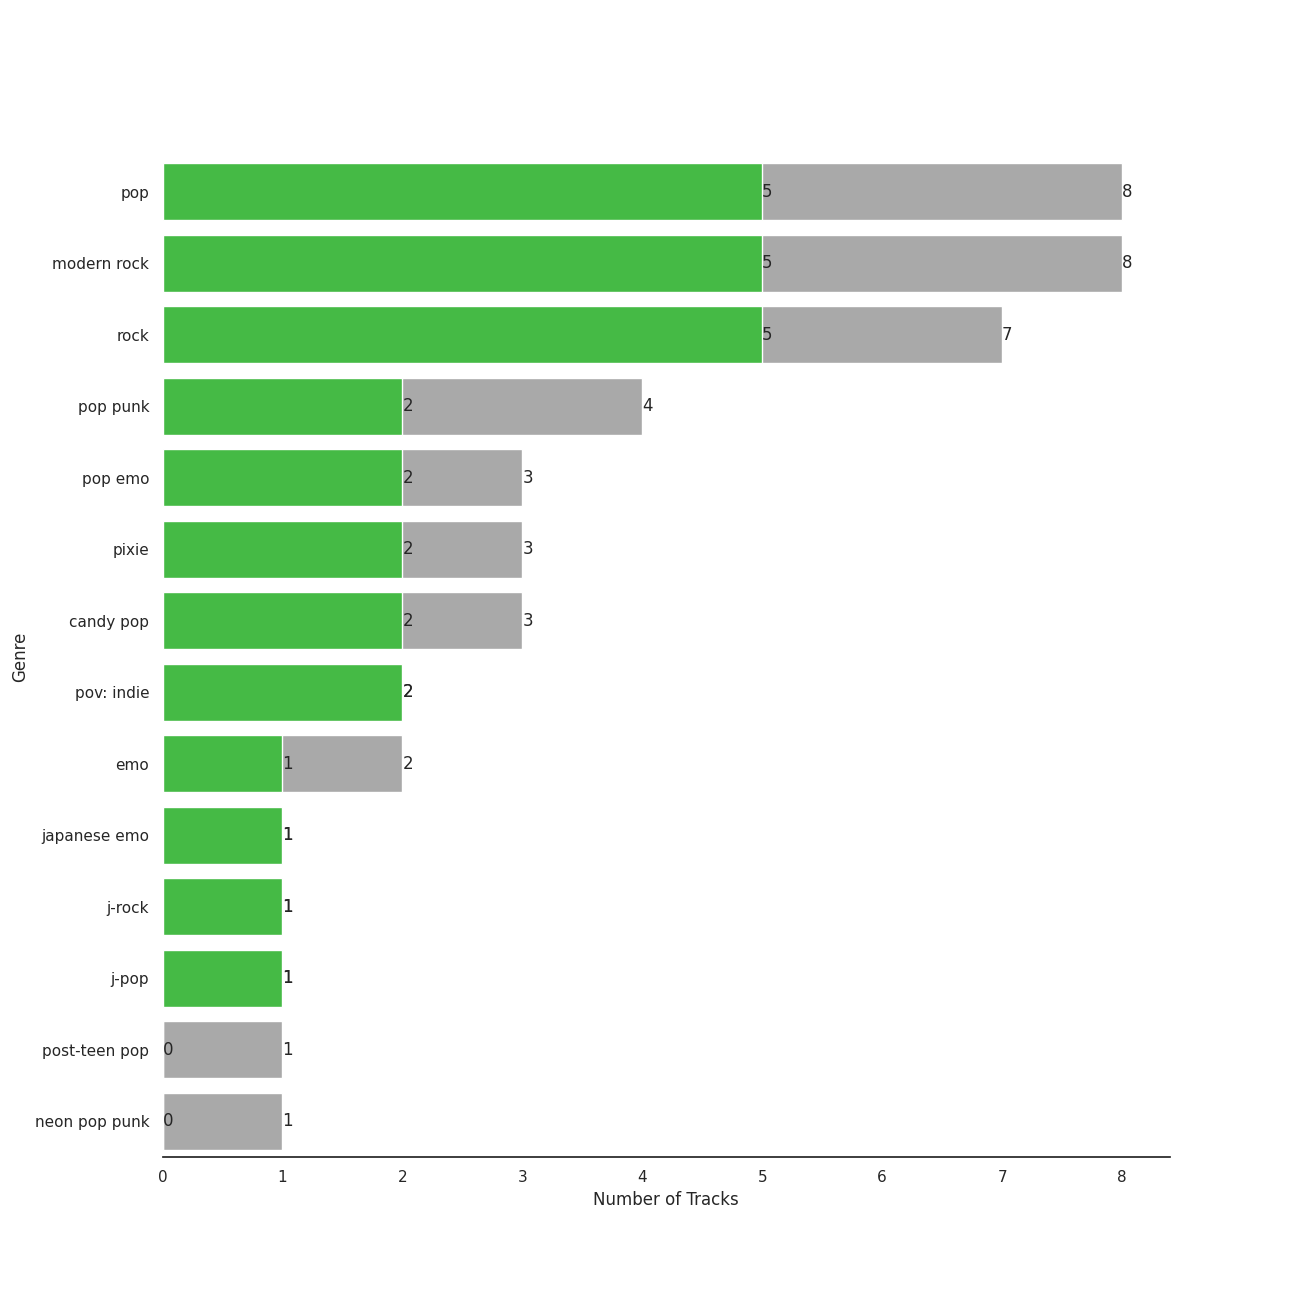 pop 5 8
modern rock 5 8
rock 5 7
pop punk 2 4
pop emo 2 3
pixie 2 3
candy pop 2 3
pov: indie 2
emo 1 2
japanese emo 1
j-rock 1
j-pop 1
post-teen pop 0 1
neon pop punk 0 1
0 1 2 3 4 5 6 7 8
Number of Tracks
Genre